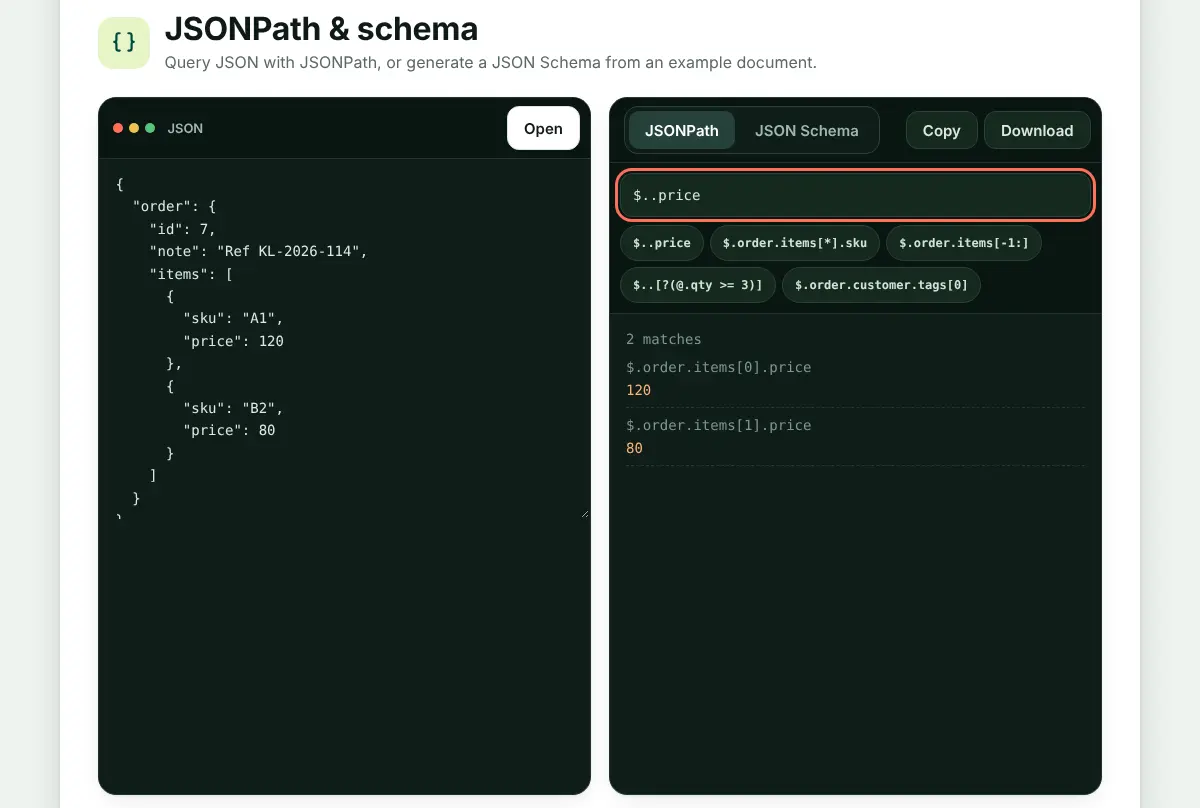 { }
JSONPath & schema
Query JSON with JSONPath, or generate a JSON Schema from an example document.
JSON
Open
{
  "order": {
    "id": 7,
    "note": "Ref KL-2026-114",
    "items": [
      {
        "sku": "A1",
        "price": 120
      },
      {
        "sku": "B2",
        "price": 80
      }
    ]
  }
}
JSONPath
JSON Schema
Copy
Download
$..price
$..price
$.order.items[*].sku
$.order.items[-1:]
$..[?(@.qty >= 3)]
$.order.customer.tags[0]
2 matches
$.order.items[0].price
120
$.order.items[1].price
80